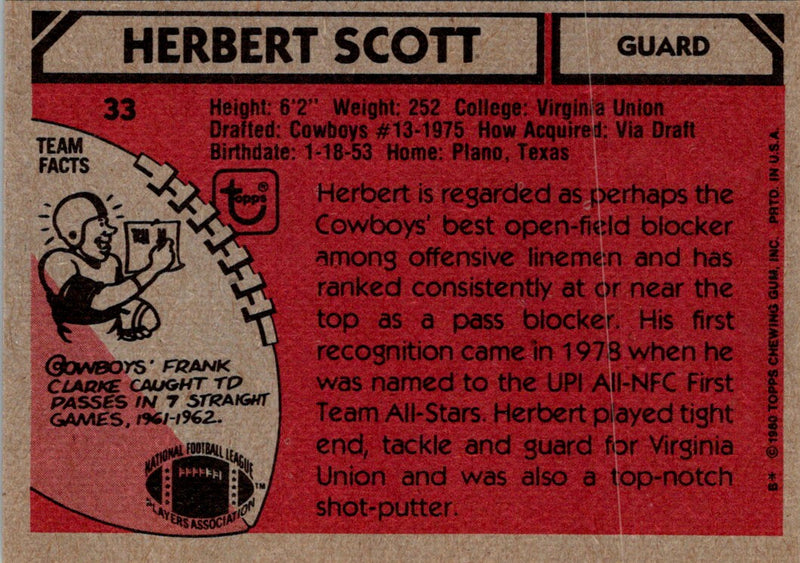 HERBERT SCOTT
GUARD
33
Height: 6'2" Weight: 252 College: Virginia Union
Drafted: Cowboys #13-1975 How Acquired: Via Draft
Birthdate: 1-18-53 Home: Plano, Texas
TEAM
FACTS
topps®
Herbert is regarded as perhaps the
Cowboys' best open-field blocker
among offensive linemen and has
ranked consistently at or near the
top as a pass blocker. His first
recognition came in 1978 when he
was named to the UPI All-NFC First
Team All-Stars. Herbert played tight
end, tackle and guard for Virginia
Union and was also a top-notch
shot-putter.
COWBOYS' FRANK
CLARKE CAUGHT TD
PASSES IN 7 STRAIGHT
GAMES, 1961-1962.
NATIONAL FOOTBALL LEAGUE
PLAYERS ASSOCIATION
™
B* © 1980 TOPPS CHEWING GUM, INC. PRTD. IN U.S.A.